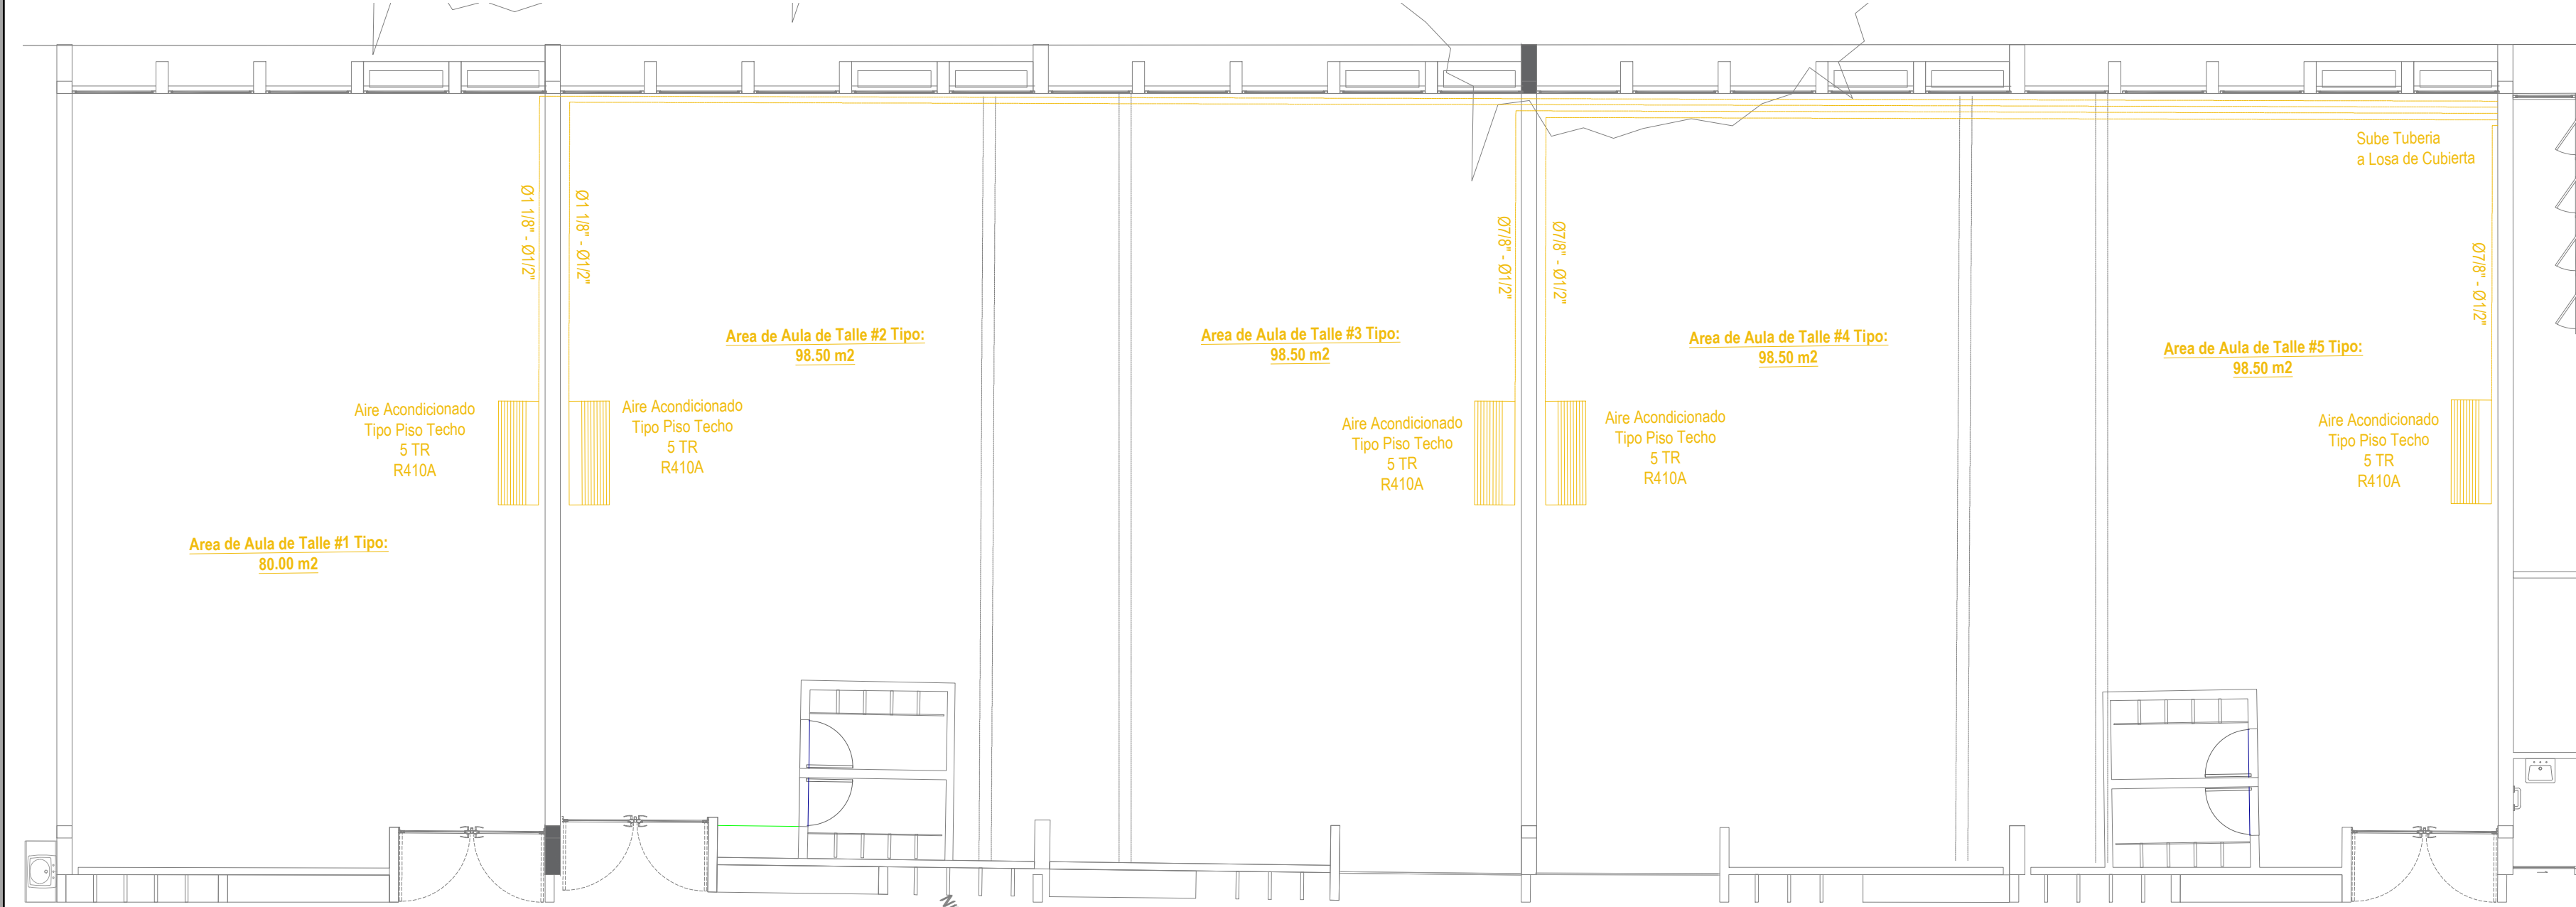 Sube Tuberia
a Losa de Cubierta
Ø1 1/8" - Ø1/2"
Ø1 1/8" - Ø1/2"
Ø7/8" - Ø1/2"
Ø7/8" - Ø1/2"
Ø7/8" - Ø1/2"
Area de Aula de Talle #2 Tipo:
98.50 m2
Area de Aula de Talle #3 Tipo:
98.50 m2
Area de Aula de Talle #4 Tipo:
98.50 m2
Area de Aula de Talle #5 Tipo:
98.50 m2
Aire Acondicionado
Tipo Piso Techo
5 TR
R410A
Aire Acondicionado
Tipo Piso Techo
5 TR
R410A
Aire Acondicionado
Tipo Piso Techo
5 TR
R410A
Aire Acondicionado
Tipo Piso Techo
5 TR
R410A
Aire Acondicionado
Tipo Piso Techo
5 TR
R410A
Area de Aula de Talle #1 Tipo:
80.00 m2